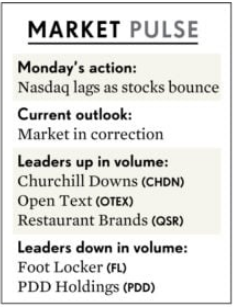 MARKET PULSE
Monday's action:
Nasdaq lags as stocks bounce
Current outlook:
Market in correction
Leaders up in volume:
Churchill Downs (CHDN)
Open Text (OTEX)
Restaurant Brands (QSR)
Leaders down in volume:
Foot Locker (FL)
PDD Holdings (PDD)